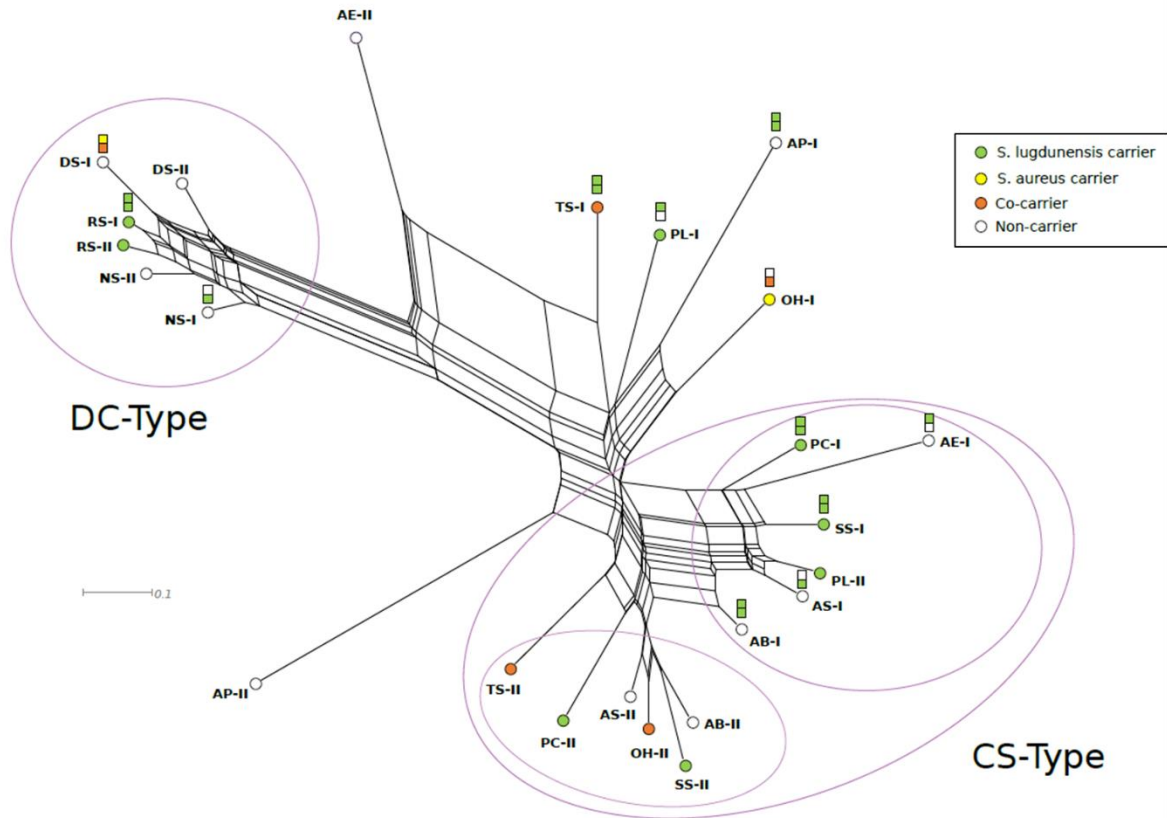 AE-II
AP-I
S. lugdunensis carrier
S. aureus carrier
Co-carrier
Non-carrier
DS-I
DS-II
TS-I
RS-I
PL-I
RS-II
NS-II
OH-I
NS-I
DC-Type
PC-I
AE-I
SS-I
PL-II
0.1
AS-I
AB-I
AP-II
TS-II
AS-II
AB-II
PC-II
OH-II
SS-II
CS-Type